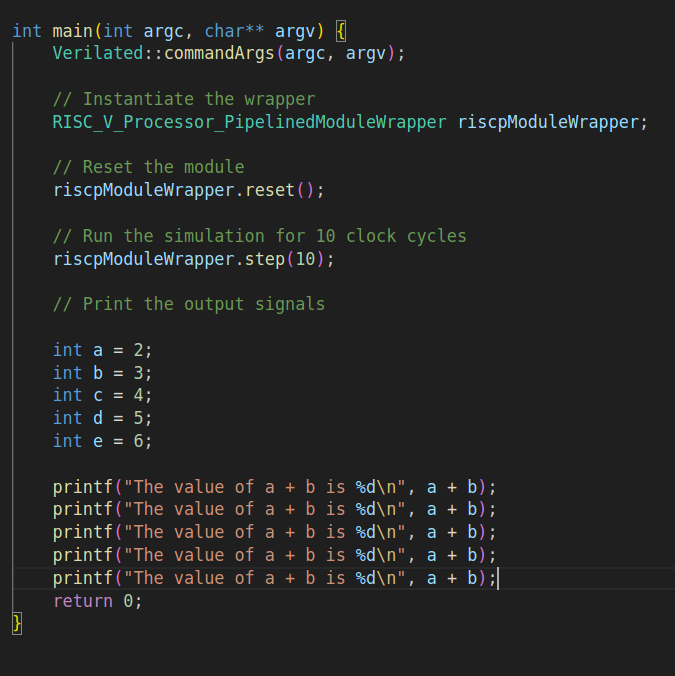 int main(int argc, char** argv) {
    Verilated::commandArgs(argc, argv);
    // Instantiate the wrapper
    RISC_V_Processor_PipelinedModuleWrapper riscpModuleWrapper;
    // Reset the module
    riscpModuleWrapper.reset();
    // Run the simulation for 10 clock cycles
    riscpModuleWrapper.step(10);
    // Print the output signals
    int a = 2;
    int b = 3;
    int c = 4;
    int d = 5;
    int e = 6;
    printf("The value of a + b is %d\n", a + b);
    printf("The value of a + b is %d\n", a + b);
    printf("The value of a + b is %d\n", a + b);
    printf("The value of a + b is %d\n", a + b);
    printf("The value of a + b is %d\n", a + b);
    return 0;
}